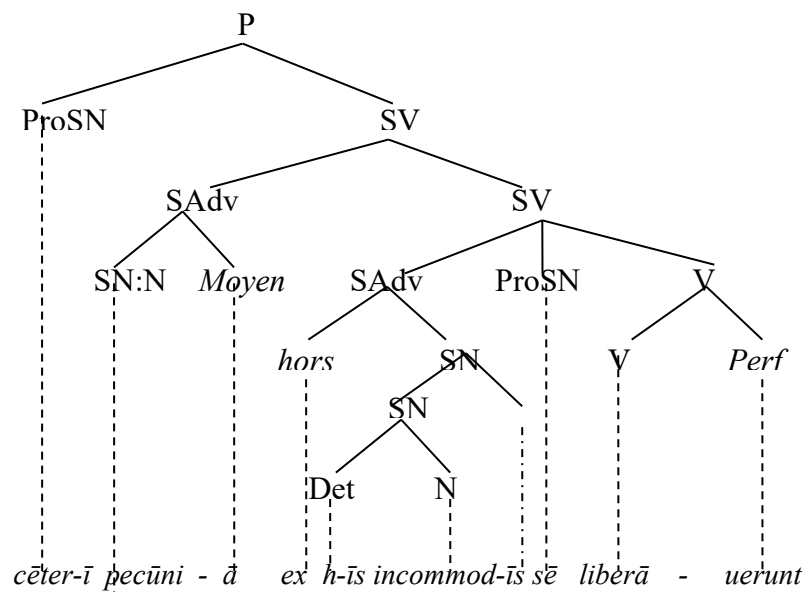 P
ProSN SV
SAdv SV
SN:N Moyen SAdv ProSN V
hors SN V Perf
SN
Det N
cēter-ī pecūni - ā ex h-īs incommod-īs sē līberā - uerunt